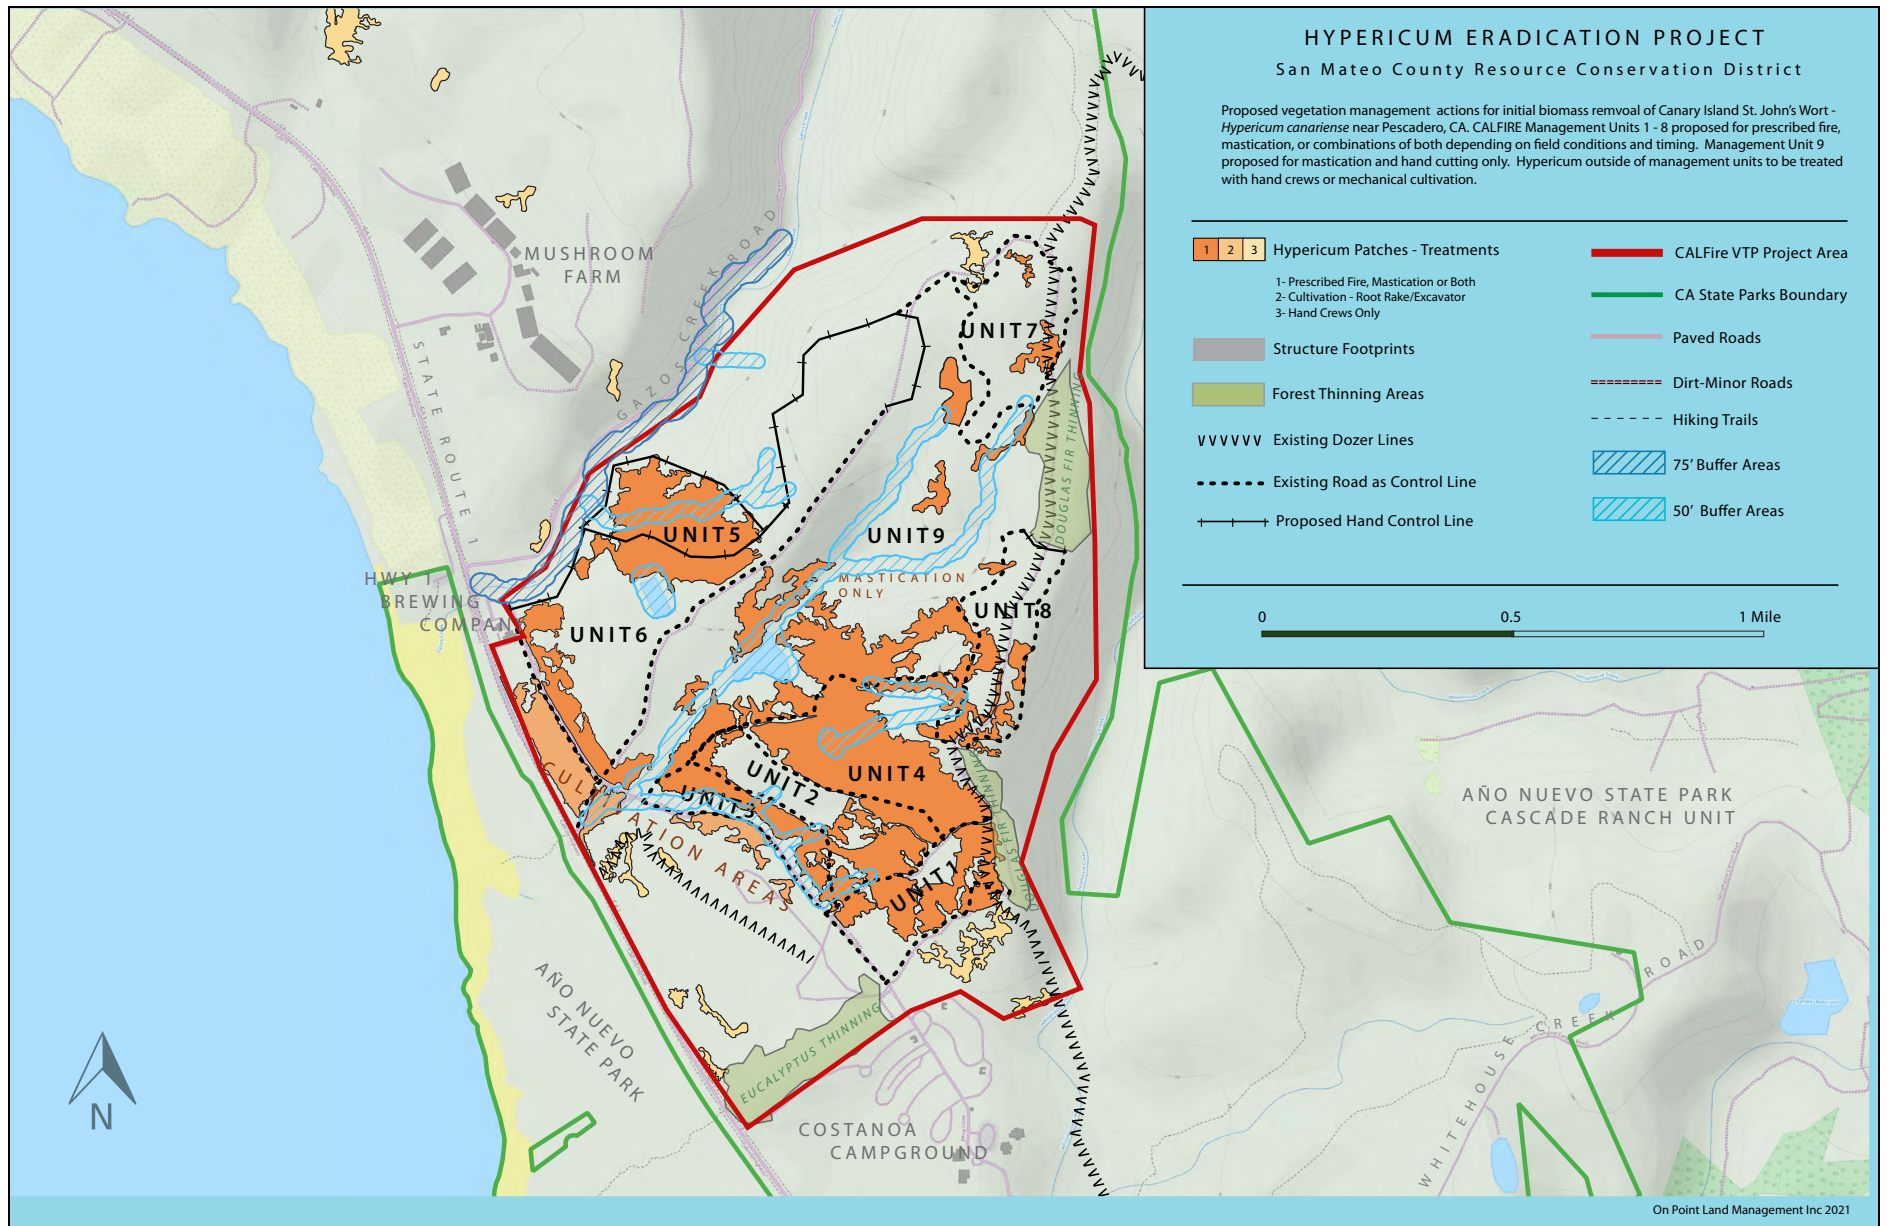 HYPERICUM ERADICATION PROJECT
San Mateo County Resource Conservation District
Proposed vegetation management actions for initial biomass remvoal of Canary Island St. John's Wort -
Hypericum canariense near Pescadero, CA. CALFIRE Management Units 1 - 8 proposed for prescribed fire,
mastication, or combinations of both depending on field conditions and timing. Management Unit 9
proposed for mastication and hand cutting only. Hypericum outside of management units to be treated
with hand crews or mechanical cultivation.
1 2 3 Hypericum Patches - Treatments
1- Prescribed Fire, Mastication or Both
2- Cultivation - Root Rake/Excavator
3- Hand Crews Only
Structure Footprints
Forest Thinning Areas
Existing Dozer Lines
Existing Road as Control Line
Proposed Hand Control Line
CALFire VTP Project Area
CA State Parks Boundary
Paved Roads
Dirt-Minor Roads
Hiking Trails
75' Buffer Areas
50' Buffer Areas
0 0.5 1 Mile
MUSHROOM
FARM
GAZOS CREEK ROAD
STATE ROUTE 1
HWY 1
BREWING
COMPANY
UNIT7
UNIT5
UNIT9
MASTICATION
ONLY
UNIT8
UNIT6
DOUGLAS FIR THINNING
UNIT4
UNIT2
UNIT3
UNIT1
DOUGLAS FIR THINNING
CUL ATION AREAS
EUCALYPTUS THINNING
AÑO NUEVO
STATE PARK
COSTANOA
CAMPGROUND
AÑO NUEVO STATE PARK
CASCADE RANCH UNIT
WHITEHOUSE CREEK ROAD
N
On Point Land Management Inc 2021